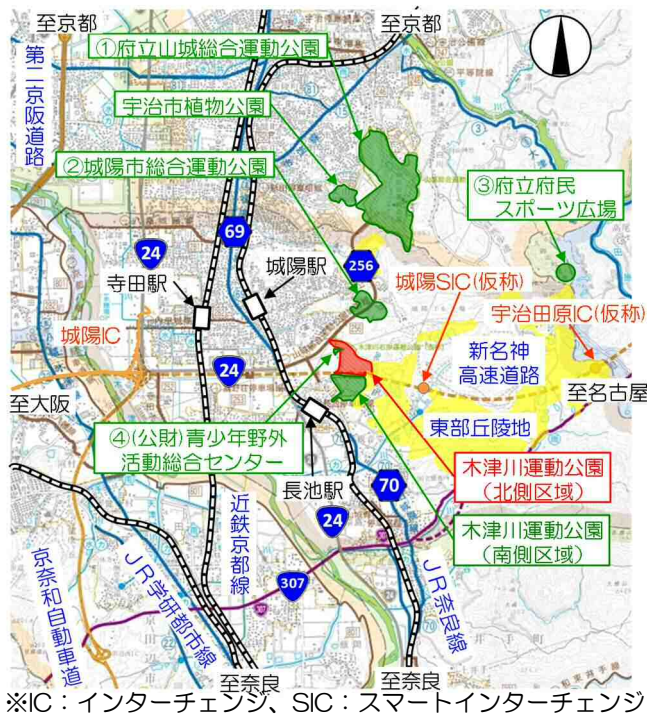 至京都
至京都
①府立山城総合運動公園
第二京阪道路
宇治市植物公園
②城陽市総合運動公園
③府立府民
スポーツ広場
69
24
256
城陽駅
寺田駅
城陽SIC(仮称)
宇治田原IC(仮称)
城陽IC
新名神
高速道路
24
至大阪
至名古屋
東部丘陵地
④(公財)青少年野外
活動総合センター
木津川運動公園
(北側区域)
長池駅
70
24
木津川運動公園
(南側区域)
近鉄京都線
京奈和自動車道
JR学研都市線
307
JR奈良線
至奈良
至奈良
※IC：インターチェンジ、SIC：スマートインターチェンジ